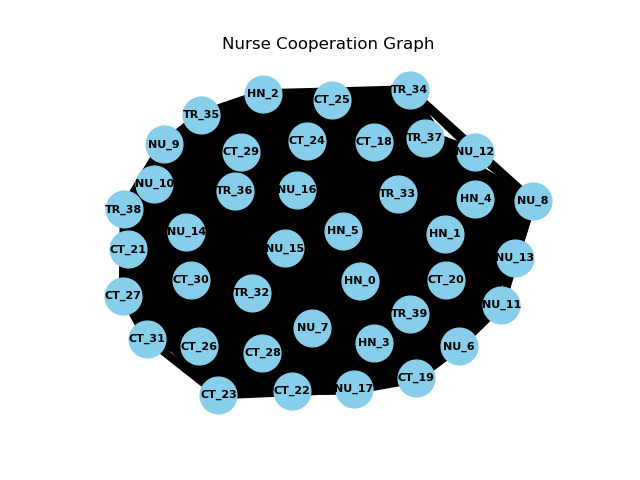 Nurse Cooperation Graph
TR_34
HN_2
CT_25
TR_35
TR_37
CT_24
CT_18
NU_9
CT_29
NU_12
NU_10
TR_36
NU_16
TR_33
HN_4
NU_8
TR_38
NU_14
HN_5
HN_1
CT_21
NU_15
NU_13
CT_30
HN_0
CT_20
CT_27
TR_32
NU_11
TR_39
NU_7
CT_31
CT_26
HN_3
NU_6
CT_28
CT_19
CT_23
CT_22
NU_17